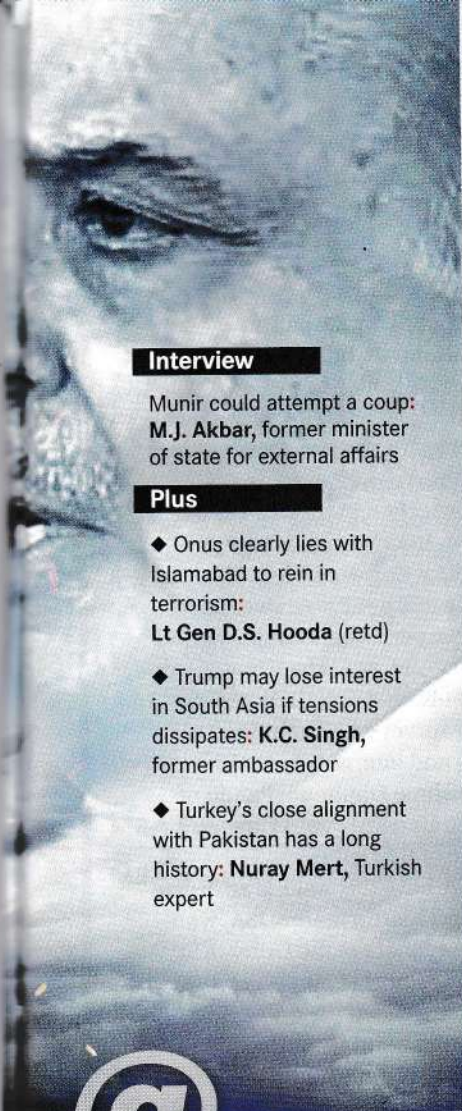 Interview
Munir could attempt a coup:
M.J. Akbar, former minister
of state for external affairs
Plus
◆ Onus clearly lies with
Islamabad to rein in
terrorism:
Lt Gen D.S. Hooda (retd)
◆ Trump may lose interest
in South Asia if tensions
dissipates: K.C. Singh,
former ambassador
◆ Turkey's close alignment
with Pakistan has a long
history: Nuray Mert, Turkish
expert
@